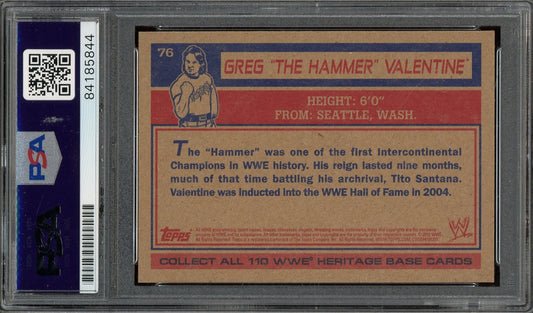 76
GREG "THE HAMMER" VALENTINE
HEIGHT: 6'0"
FROM: SEATTLE, WASH.
The "Hammer" was one of the first Intercontinental
Champions in WWE history. His reign lasted nine months,
much of that time battling his archrival, Tito Santana.
Valentine was inducted into the WWE Hall of Fame in 2004.
Topps
W
COLLECT ALL 110 WWE® HERITAGE BASE CARDS
84185844
PSA
PSA